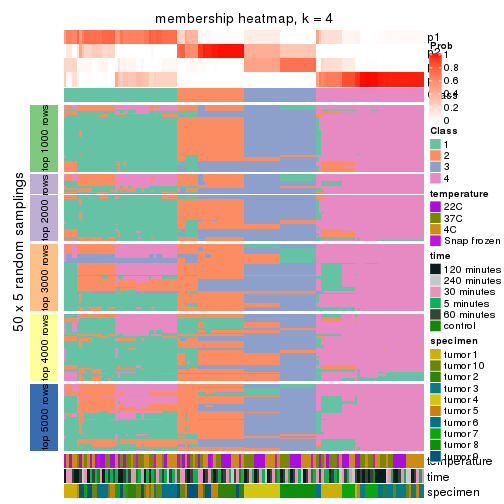 membership heatmap, k = 4
p1
p2
Prob
1
0.8
0.6
0.4
0.2
0
Class
1
2
3
4
temperature
22C
37C
4C
Snap frozen
time
120 minutes
240 minutes
30 minutes
5 minutes
60 minutes
control
specimen
tumor 1
tumor 10
tumor 2
tumor 3
tumor 4
tumor 5
tumor 6
tumor 7
tumor 8
tumor 9
temperature
time
specimen
50 x 5 random samplings
top 1000 rows
top 2000 rows
top 3000 rows
top 4000 rows
top 5000 rows